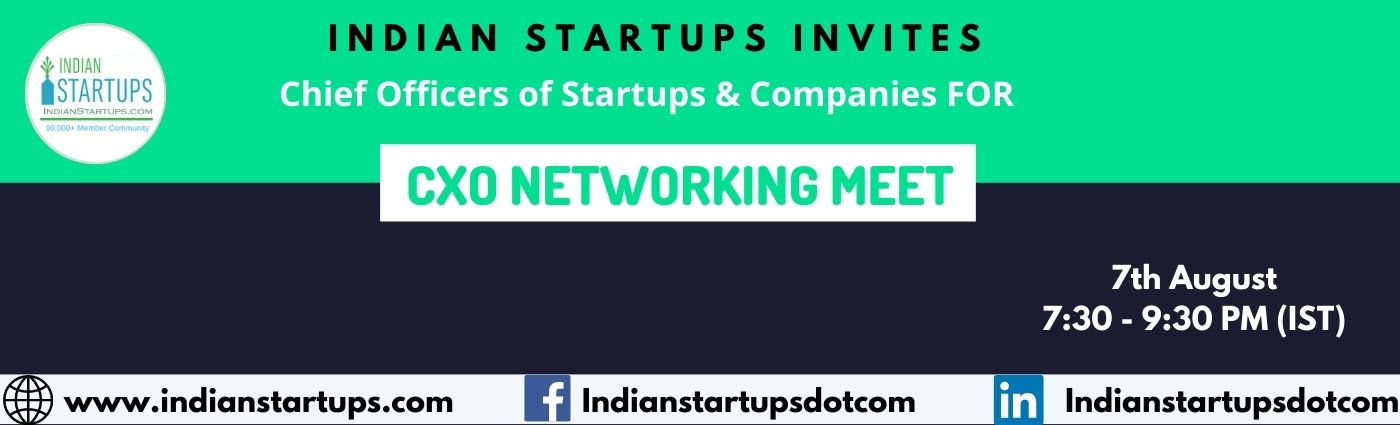 INDIAN STARTUPS INVITES
Chief Officers of Startups & Companies FOR
INDIAN
STARTUPS
INDIANSTARTUPS.COM
90,000+ Member Community
CXO NETWORKING MEET
7th August
7:30 - 9:30 PM (IST)
www.indianstartups.com
f Indianstartupsdotcom
in Indianstartupsdotcom